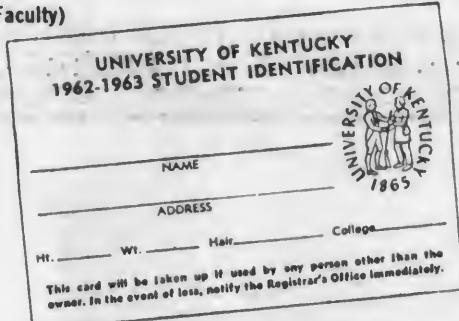 Faculty)
UNIVERSITY OF KENTUCKY
1962-1963 STUDENT IDENTIFICATION
UNIVERSITY OF KENTUCKY
1865
NAME
ADDRESS
Ht. Wt. Hair College
This card will be taken up if used by any person other than the
owner. In the event of loss, notify the Registrar's Office immediately.